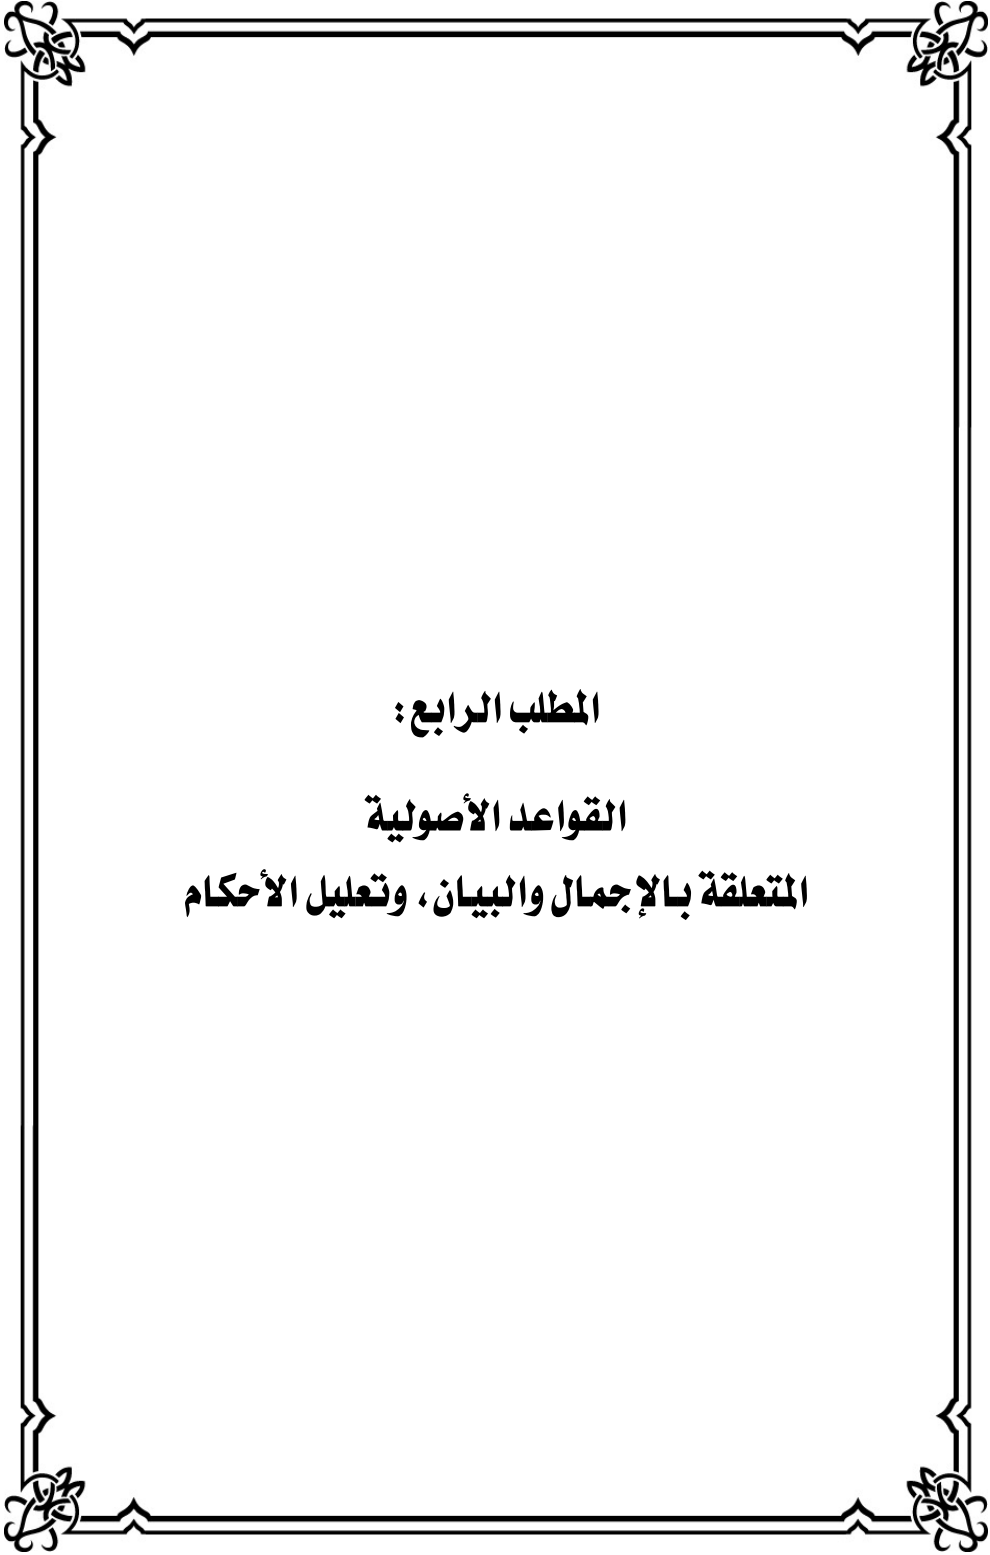 المطلب الرابع:
القواعد الأصولية
المتعلقة بالإجمال والبيان، وتعليل الأحكام